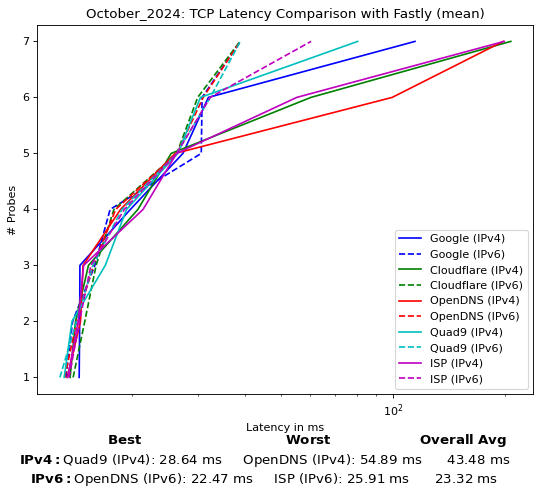 October_2024: TCP Latency Comparison with Fastly (mean)
7
6
5
4
3
2
1
# Probes
Google (IPv4)
Google (IPv6)
Cloudflare (IPv4)
Cloudflare (IPv6)
OpenDNS (IPv4)
OpenDNS (IPv6)
Quad9 (IPv4)
Quad9 (IPv6)
ISP (IPv4)
ISP (IPv6)
10²
Latency in ms
Best Worst Overall Avg
IPv4: Quad9 (IPv4): 28.64 ms OpenDNS (IPv4): 54.89 ms 43.48 ms
IPv6: OpenDNS (IPv6): 22.47 ms ISP (IPv6): 25.91 ms 23.32 ms